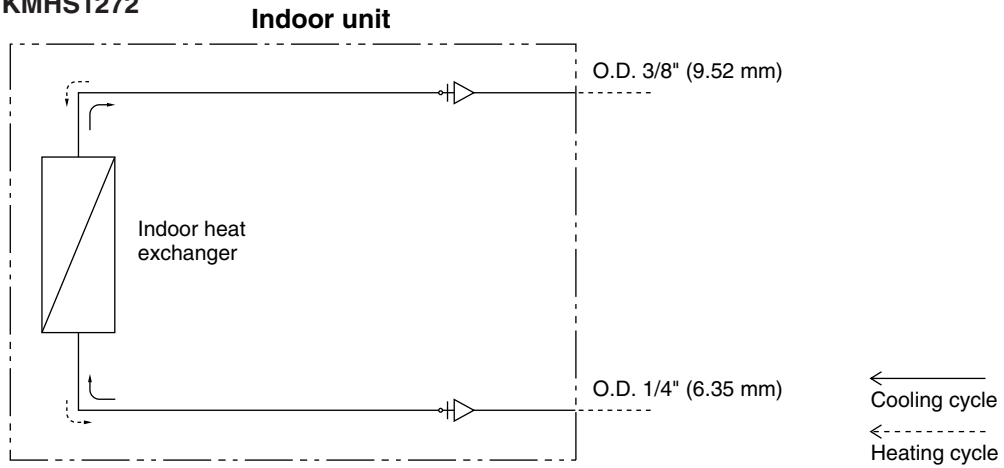 KMHS1272
Indoor unit
O.D. 3/8" (9.52 mm)
Indoor heat
exchanger
O.D. 1/4" (6.35 mm)
Cooling cycle
Heating cycle